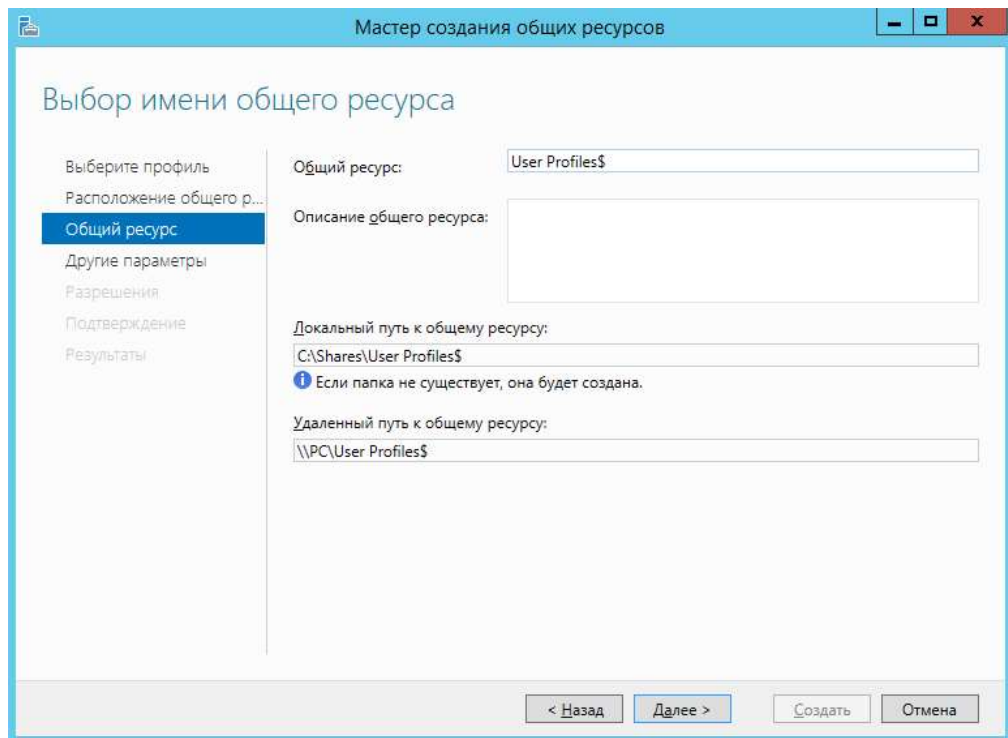 Мастер создания общих ресурсов
Выбор имени общего ресурса
Выберите профиль
Расположение общего р...
Общий ресурс
Другие параметры
Разрешения
Подтверждение
Результаты
Общий ресурс:
User Profiles$
Описание общего ресурса:
Локальный путь к общему ресурсу:
C:\Shares\User Profiles$
Если папка не существует, она будет создана.
Удаленный путь к общему ресурсу:
\\PC\User Profiles$
< Назад
Далее >
Создать
Отмена